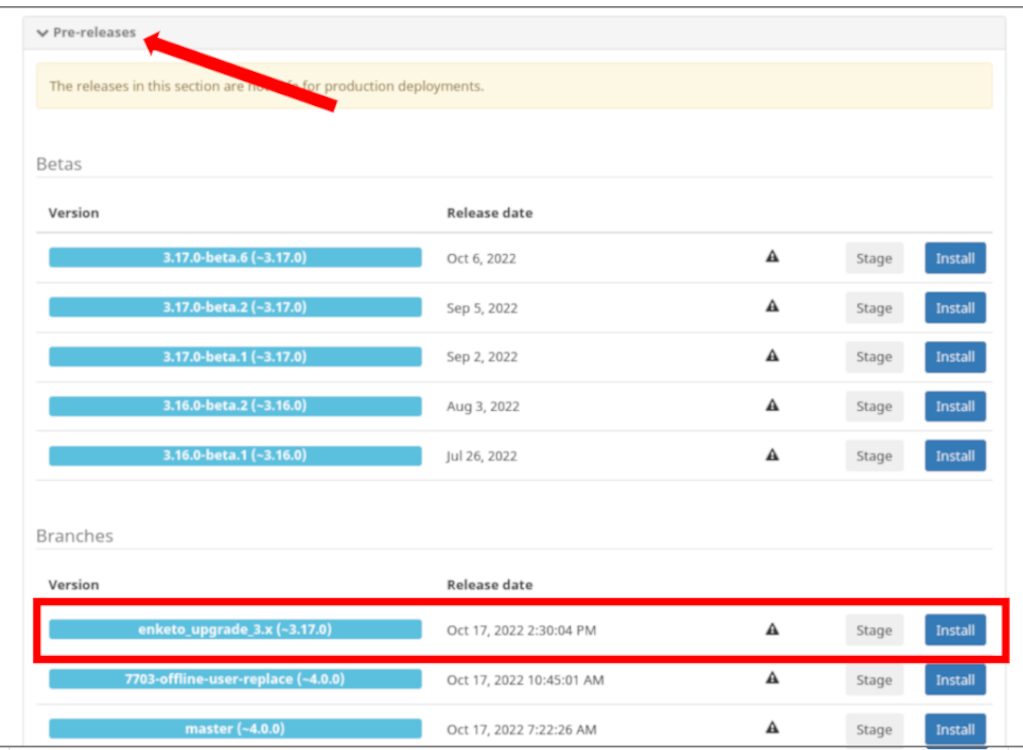 Pre-releases
The releases in this section are for production deployments.
Betas
Version Release date
3.17.0-beta.6 (~3.17.0) Oct 6, 2022 Stage Install
3.17.0-beta.2 (~3.17.0) Sep 5, 2022 Stage Install
3.17.0-beta.1 (~3.17.0) Sep 2, 2022 Stage Install
3.16.0-beta.2 (~3.16.0) Aug 3, 2022 Stage Install
3.16.0-beta.1 (~3.16.0) Jul 26, 2022 Stage Install
Branches
Version Release date
enketo_upgrade_3.x (~3.17.0) Oct 17, 2022 2:30:04 PM Stage Install
7703-offline-user-replace (~4.0.0) Oct 17, 2022 10:45:01 AM Stage Install
master (~4.0.0) Oct 17, 2022 7:22:26 AM Stage Install